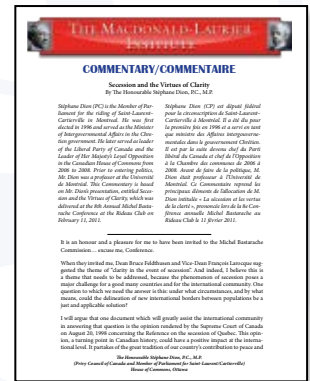 THE MACDONALD-LAURIER
INSTITUTE
COMMENTARY/COMMENTAIRE
Secession and the Virtues of Clarity
By The Honourable Stéphane Dion, P.C., M.P.
Stéphane Dion (PC) is the Member of Par-
liament for the riding of Saint-Laurent–
Cartierville in Montreal. He was first
elected in 1996 and served as the Minister
of Intergovernmental Affairs in the Chre-
tien government. He later served as leader
of the Liberal Party of Canada and the
Leader of Her Majesty's Loyal Opposition
in the Canadian House of Commons from
2006 to 2008. Prior to entering politics,
Mr. Dion was a professor at the Université
de Montréal. This Commentary is based
on Mr. Dion's presentation, entitled Seces-
sion and the Virtues of Clarity, which was
delivered at the 8th Annual Michel Basta-
rache Conference at the Rideau Club on
February 11, 2011.
Stéphane Dion (CP) est député fédéral
pour la circonscription de Saint-Laurent–
Cartierville à Montréal. Il a été élu pour
la première fois en 1996 et a servi en tant
que ministre des Affaires intergouverne-
mentales dans le gouvernement Chrétien.
Il est par la suite devenu chef du Parti
libéral du Canada et chef de l'Opposition
à la Chambre des communes de 2006 à
2008. Avant de faire de la politique, M.
Dion était professeur à l'Université de
Montréal. Ce Commentaire reprend les
principaux éléments de l'allocution de M.
Dion intitulée « La sécession et les vertus
de la clarté », prononcée lors de la 8e Con-
férence annuelle Michel Bastarache au
Rideau Club le 11 février 2011.
It is an honour and a pleasure for me to have been invited to the Michel Bastarache
Commission… excuse me, Conference.
When they invited me, Dean Bruce Feldthusen and Vice-Dean François Larocque sug-
gested the theme of "clarity in the event of secession". And indeed, I believe this is
a theme that needs to be addressed, because the phenomenon of secession poses a
major challenge for a good many countries and for the international community. One
question to which we need the answer is this: under what circumstances, and by what
means, could the delineation of new international borders between populations be a
just and applicable solution?
I will argue that one document which will greatly assist the international community
in answering that question is the opinion rendered by the Supreme Court of Canada
on August 20, 1998 concerning the Reference on the secession of Québec. This opin-
ion, a turning point in Canadian history, could have a positive impact at the interna-
tional level. It partakes of the great tradition of our country's contribution to peace and
The Honourable Stéphane Dion, P.C., M.P.
(Privy Council of Canada and Member of Parliament for Saint-Laurent/Cartierville)
House of Commons, Ottawa